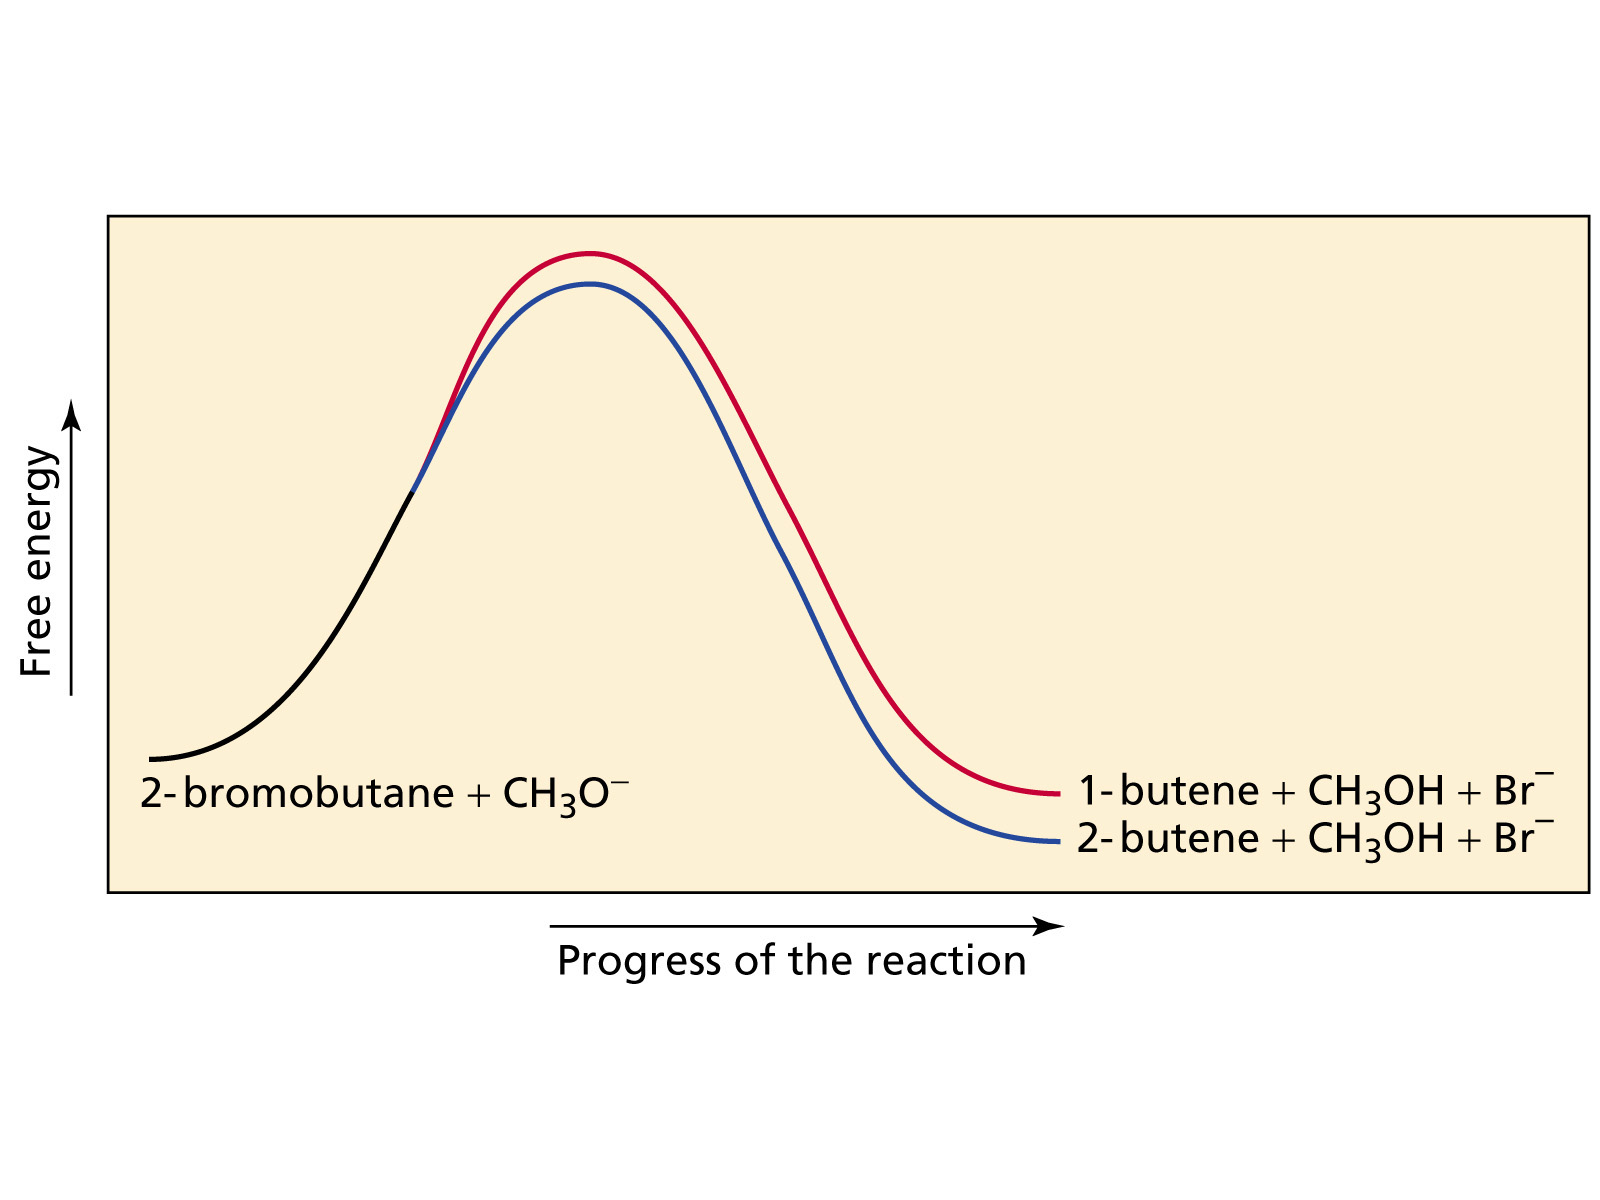 Free energy
2-bromobutane + CH₃O⁻
1-butene + CH₃OH + Br⁻
2-butene + CH₃OH + Br⁻
Progress of the reaction